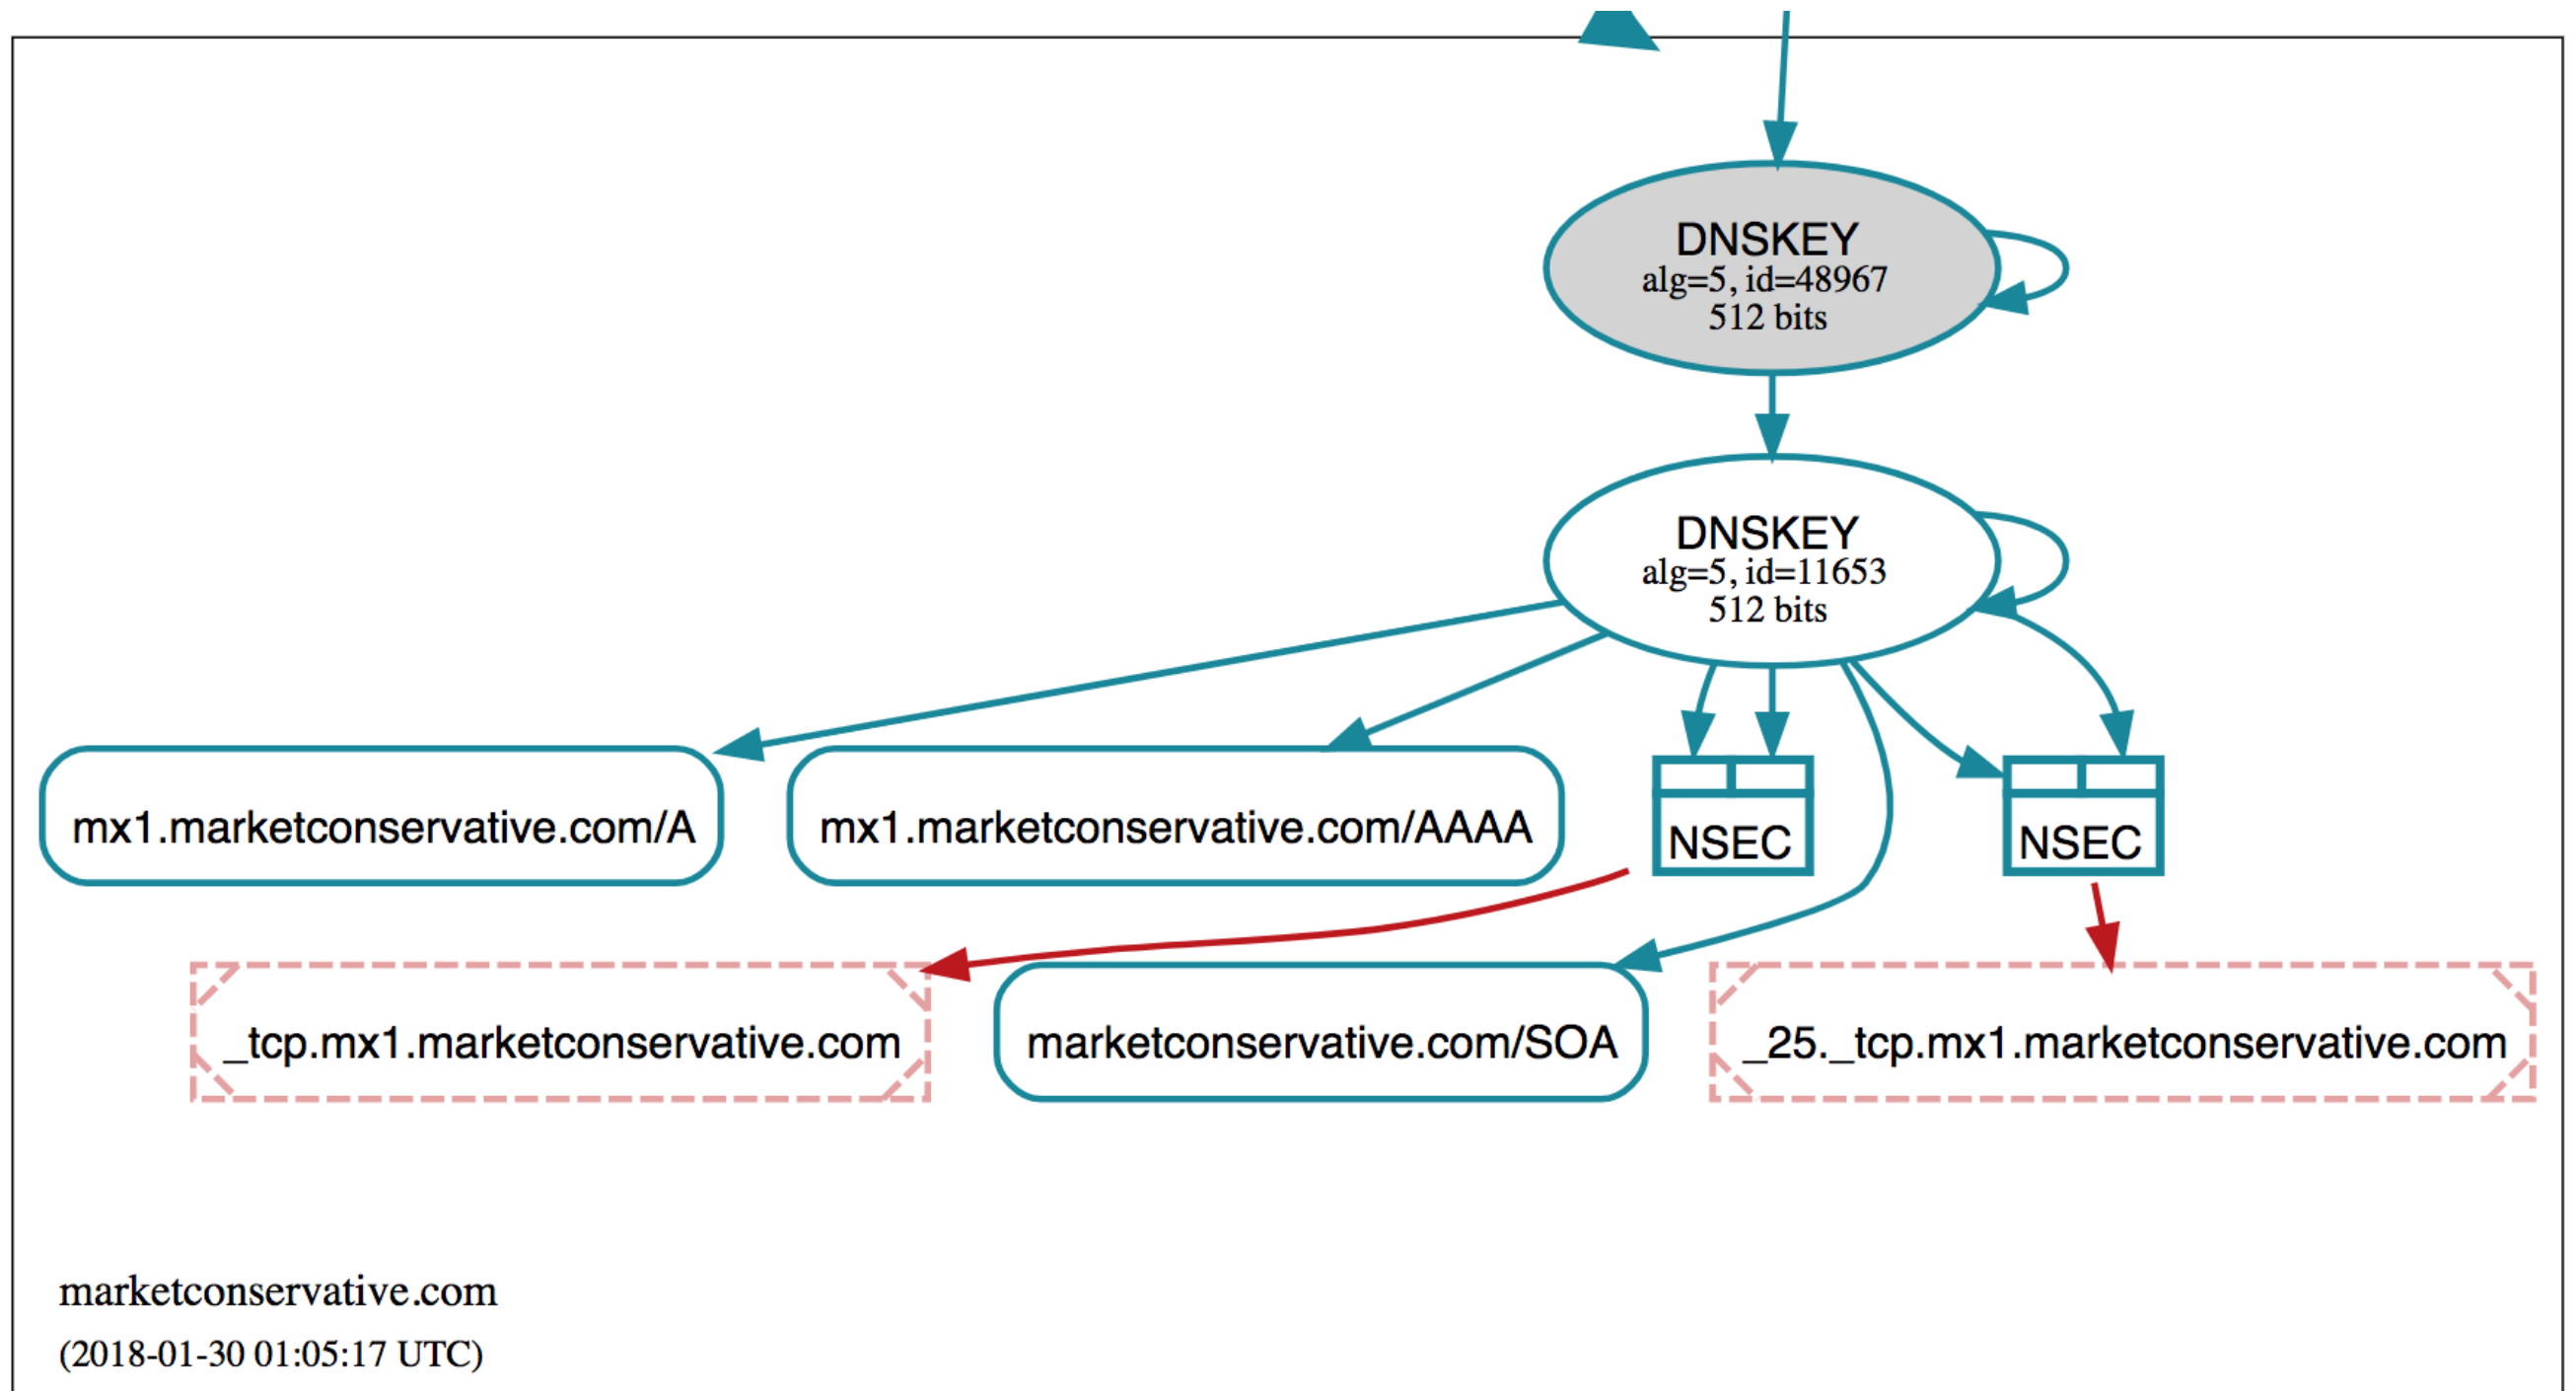 DNSKEY
alg=5, id=48967
512 bits
DNSKEY
alg=5, id=11653
512 bits
mx1.marketconservative.com/A
mx1.marketconservative.com/AAAA
NSEC
NSEC
_tcp.mx1.marketconservative.com
marketconservative.com/SOA
_25._tcp.mx1.marketconservative.com
marketconservative.com
(2018-01-30 01:05:17 UTC)